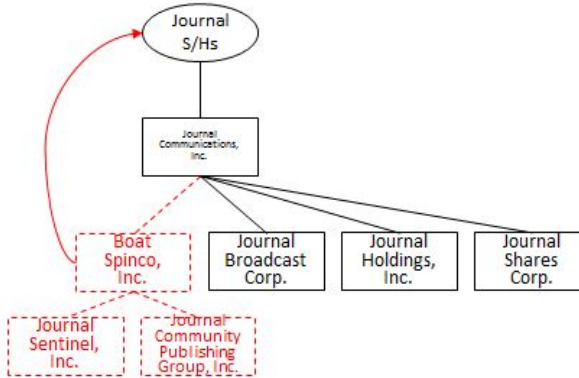 Journal
S/Hs
Journal
Communications,
Inc.
Boat
Spinco,
Inc.
Journal
Broadcast
Corp.
Journal
Holdings,
Inc.
Journal
Shares
Corp.
Journal
Sentinel,
Inc.
Journal
Community
Publishing
Group, Inc.